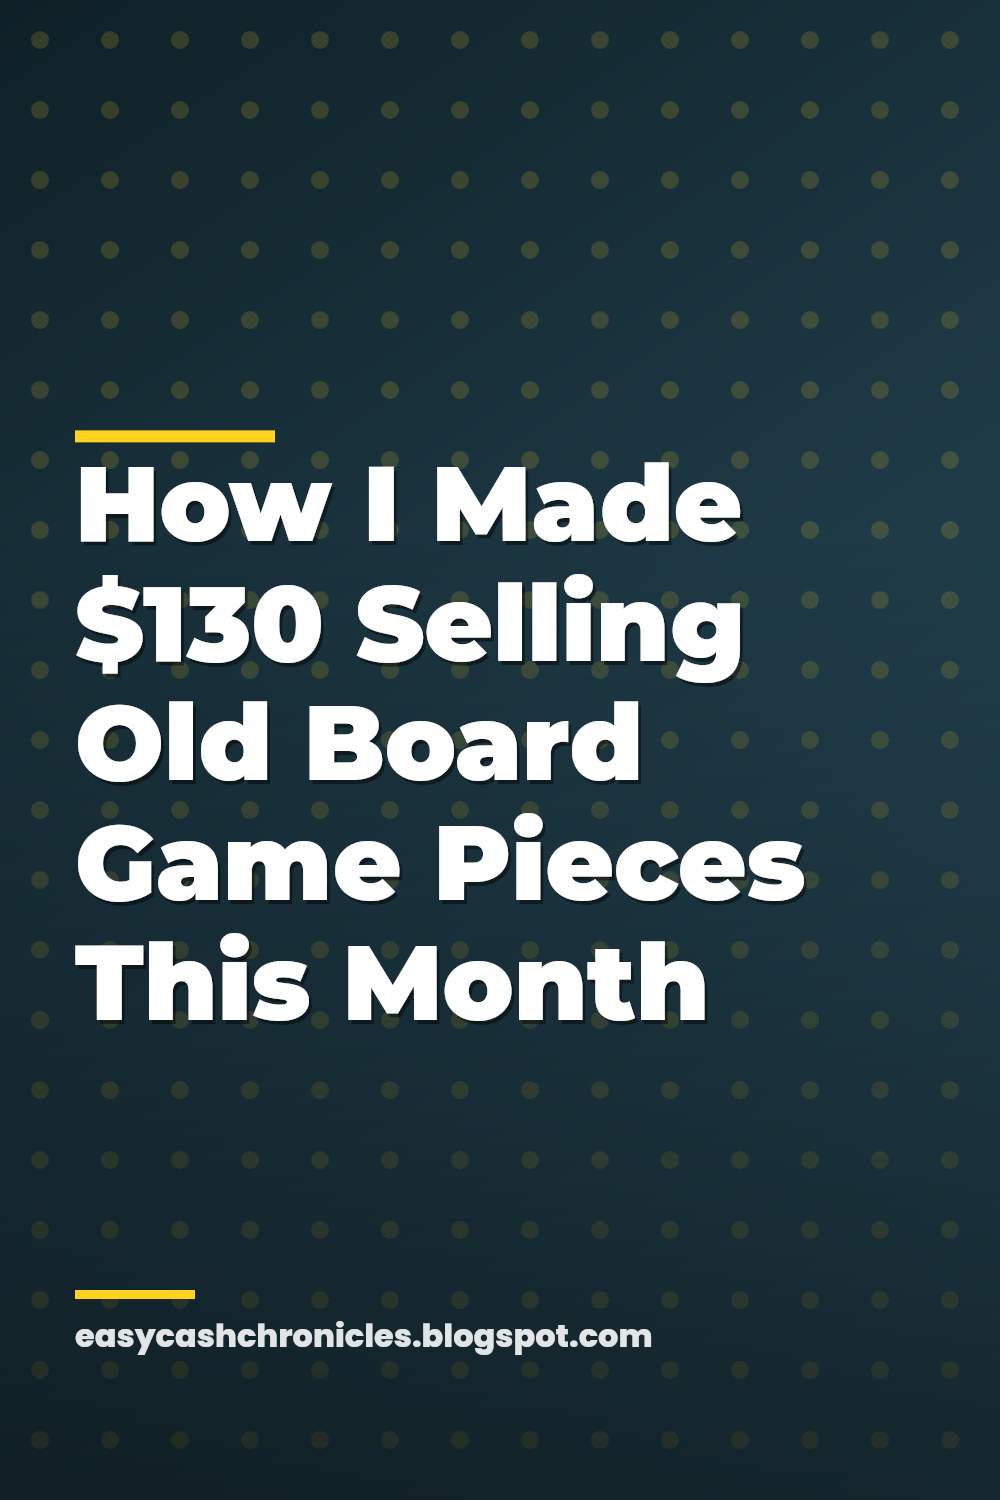 How I Made
$130 Selling
Old Board
Game Pieces
This Month
easycashchronicles.blogspot.com